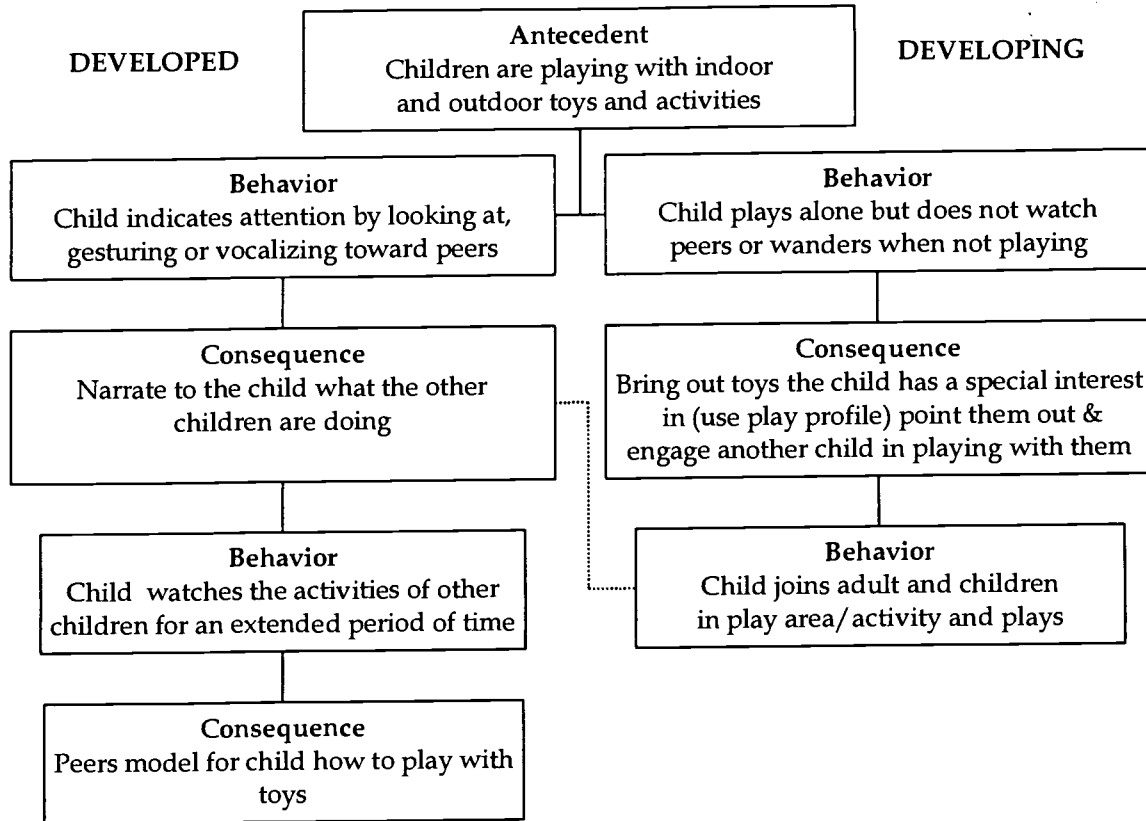 DEVELOPED
Antecedent
Children are playing with indoor
and outdoor toys and activities
DEVELOPING
Behavior
Child indicates attention by looking at,
gesturing or vocalizing toward peers
Behavior
Child plays alone but does not watch
peers or wanders when not playing
Consequence
Narrate to the child what the other
children are doing
Consequence
Bring out toys the child has a special interest
in (use play profile) point them out &
engage another child in playing with them
Behavior
Child watches the activities of other
children for an extended period of time
Behavior
Child joins adult and children
in play area/activity and plays
Consequence
Peers model for child how to play with
toys